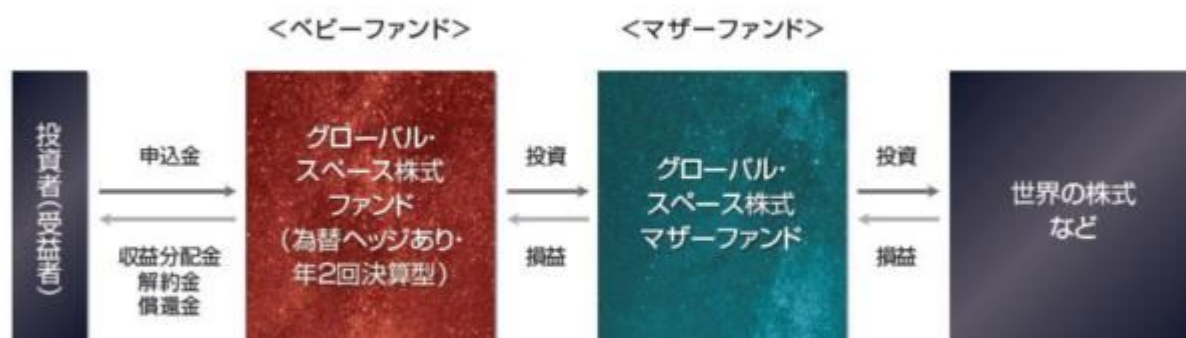 <ベビーファンド>
<マザーファンド>
投資者(受益者)
申込金
収益分配金
解約金
償還金
グローバル・
スペース株式
ファンド
(為替ヘッジあり・
年2回決算型)
投資
損益
グローバル・
スペース株式
マザーファンド
投資
損益
世界の株式
など